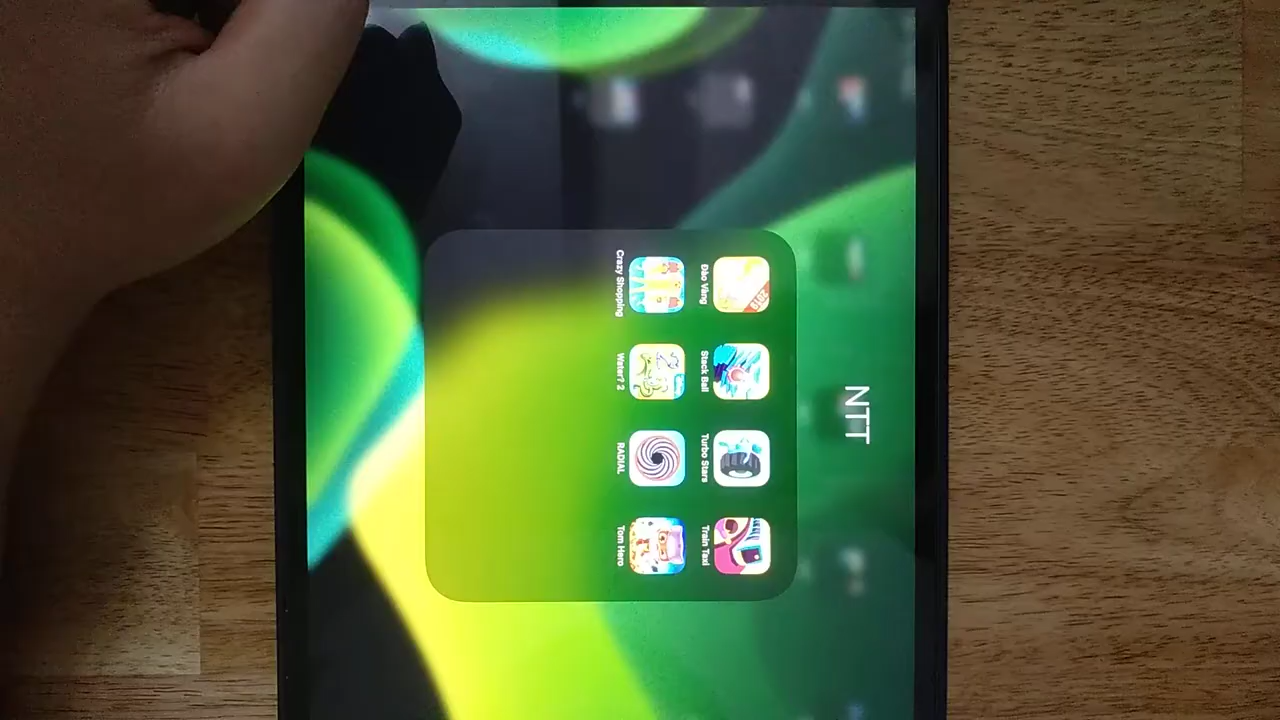 NTT
Đào Vàng
Stack Ball
Turbo Stars
Train Taxi
Crazy Shopping
Water? 2
RADIAL
Tom Hero